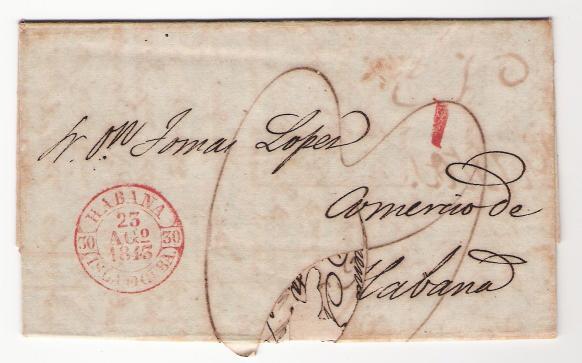 Sr. Dn. Tomas Lopez
Comercio de
Habana
HABANA
30 23 30
AGO
1843
ISLA DE CUBA.